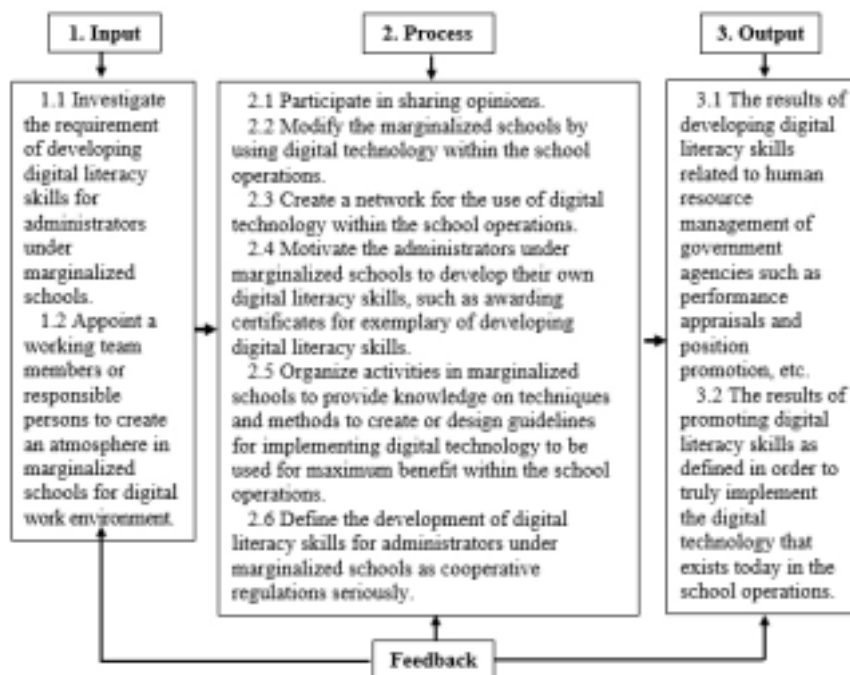 1. Input
1.1 Investigate
the requirement
of developing
digital literacy
skills for
administrators
under
marginalized
schools.
1.2 Appoint a
working team
members or
responsible
persons to create
an atmosphere in
marginalized
schools for digital
work environment.
2. Process
2.1 Participate in sharing opinions.
2.2 Modify the marginalized schools by
using digital technology within the school
operations.
2.3 Create a network for the use of digital
technology within the school operations.
2.4 Motivate the administrators under
marginalized schools to develop their own
digital literacy skills, such as awarding
certificates for exemplary of developing
digital literacy skills.
2.5 Organize activities in marginalized
schools to provide knowledge on techniques
and methods to create or design guidelines
for implementing digital technology to be
used for maximum benefit within the school
operations.
2.6 Define the development of digital
literacy skills for administrators under
marginalized schools as cooperative
regulations seriously.
3. Output
3.1 The results of
developing digital
literacy skills
related to human
resource
management of
government
agencies such as
performance
appraisals and
position
promotion, etc.
3.2 The results of
promoting digital
literacy skills as
defined in order to
truly implement
the digital
technology that
exists today in the
school operations.
Feedback